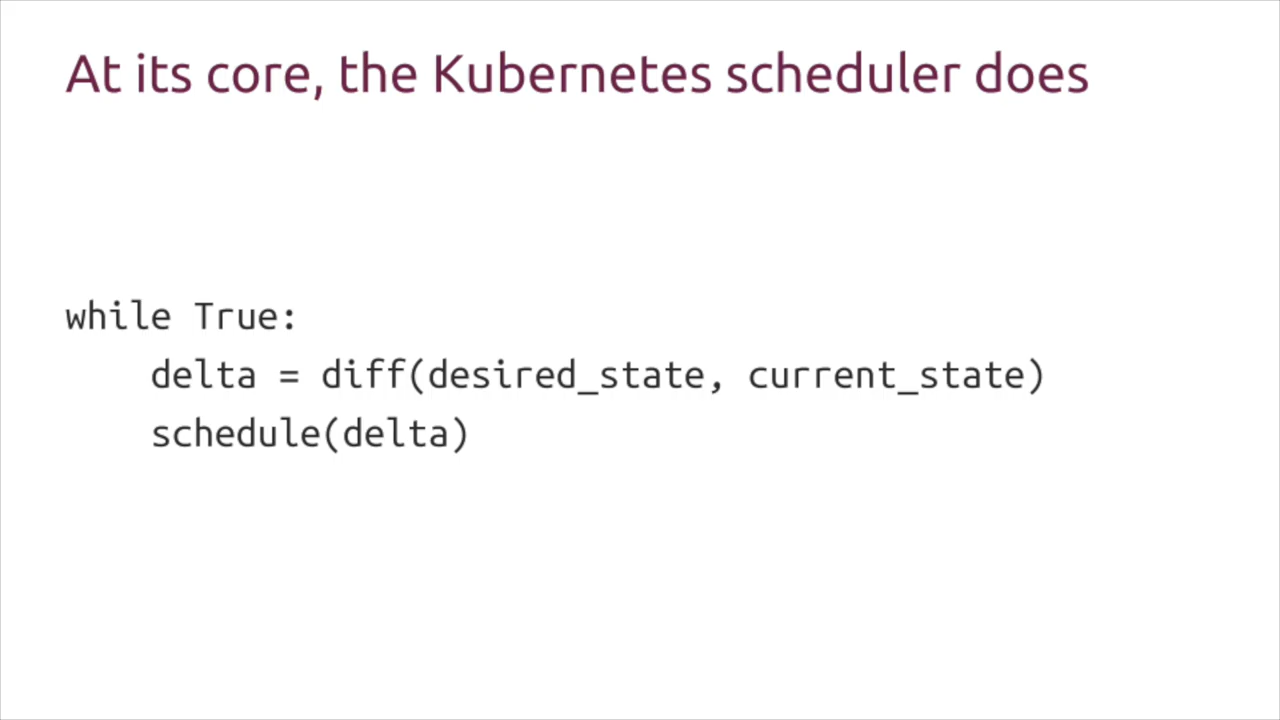 At its core, the Kubernetes scheduler does
while True:
    delta = diff(desired_state, current_state)
    schedule(delta)